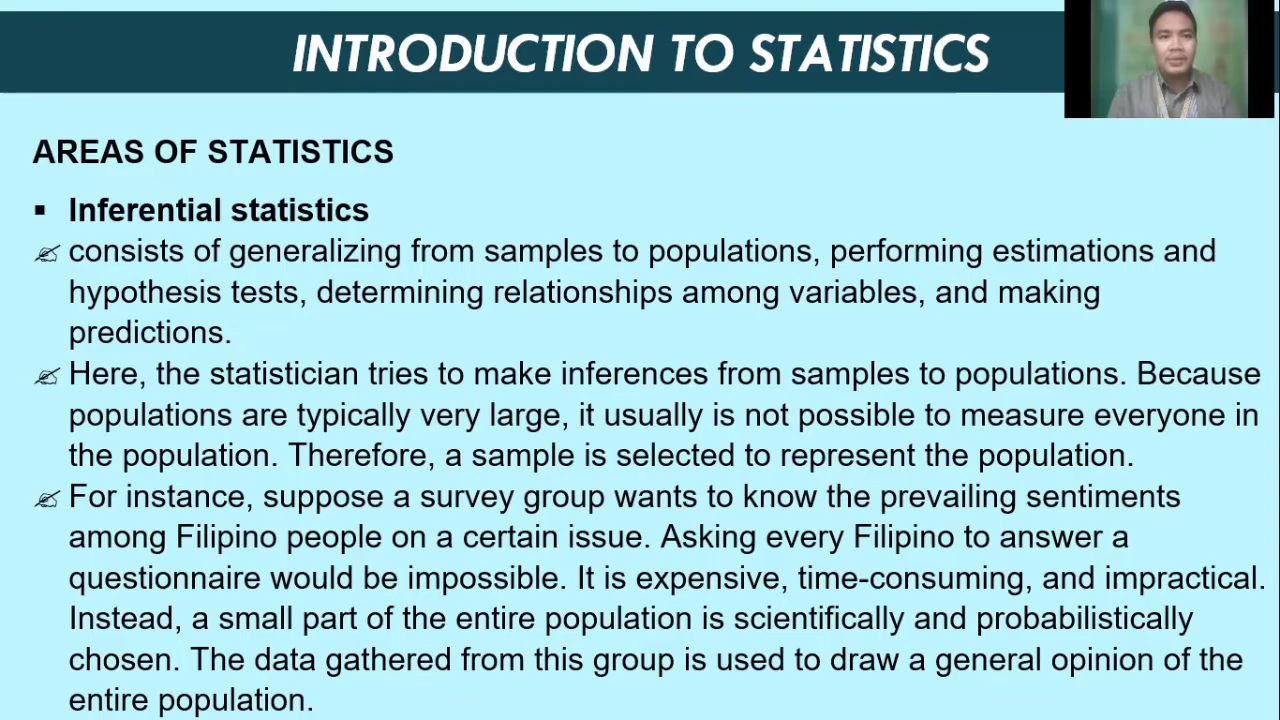 INTRODUCTION TO STATISTICS
AREAS OF STATISTICS
▪ Inferential statistics
consists of generalizing from samples to populations, performing estimations and
hypothesis tests, determining relationships among variables, and making
predictions.
Here, the statistician tries to make inferences from samples to populations. Because
populations are typically very large, it usually is not possible to measure everyone in
the population. Therefore, a sample is selected to represent the population.
For instance, suppose a survey group wants to know the prevailing sentiments
among Filipino people on a certain issue. Asking every Filipino to answer a
questionnaire would be impossible. It is expensive, time-consuming, and impractical.
Instead, a small part of the entire population is scientifically and probabilistically
chosen. The data gathered from this group is used to draw a general opinion of the
entire population.